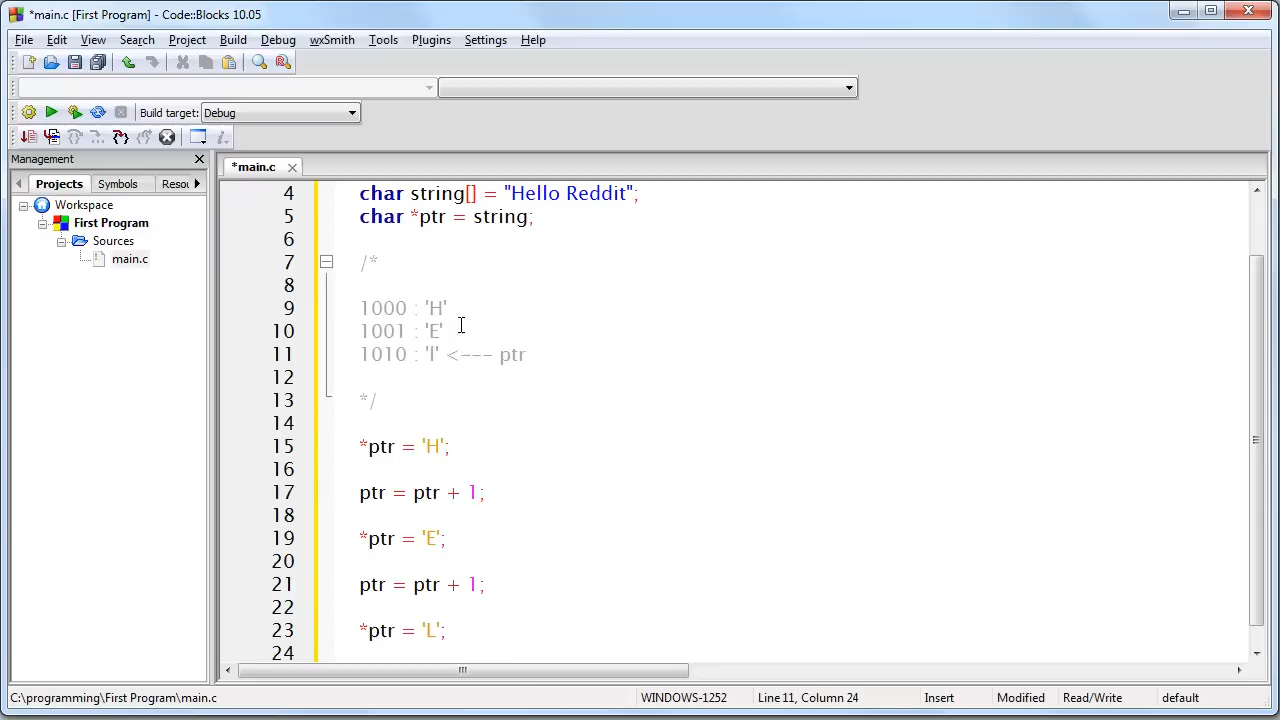 *main.c [First Program] - Code::Blocks 10.05
File Edit View Search Project Build Debug wxSmith Tools Plugins Settings Help
Build target: Debug
Management
*main.c
Projects Symbols Resou
Workspace
First Program
Sources
main.c
4 char string[] = "Hello Reddit";
5 char *ptr = string;
6
7 /*
8
9 1000 : 'H'
10 1001 : 'E'
11 1010 : 'l' <--- ptr
12
13 */
14
15 *ptr = 'H';
16
17 ptr = ptr + 1;
18
19 *ptr = 'E';
20
21 ptr = ptr + 1;
22
23 *ptr = 'L';
24
C:\programming\First Program\main.c WINDOWS-1252 Line 11, Column 24 Insert Modified Read/Write default